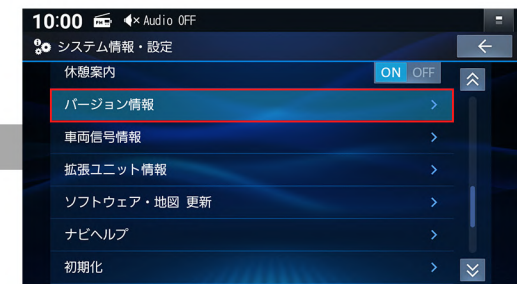 10:00 Audio OFF
システム情報・設定
休憩案内 ON OFF
バージョン情報
車両信号情報
拡張ユニット情報
ソフトウェア・地図 更新
ナビヘルプ
初期化